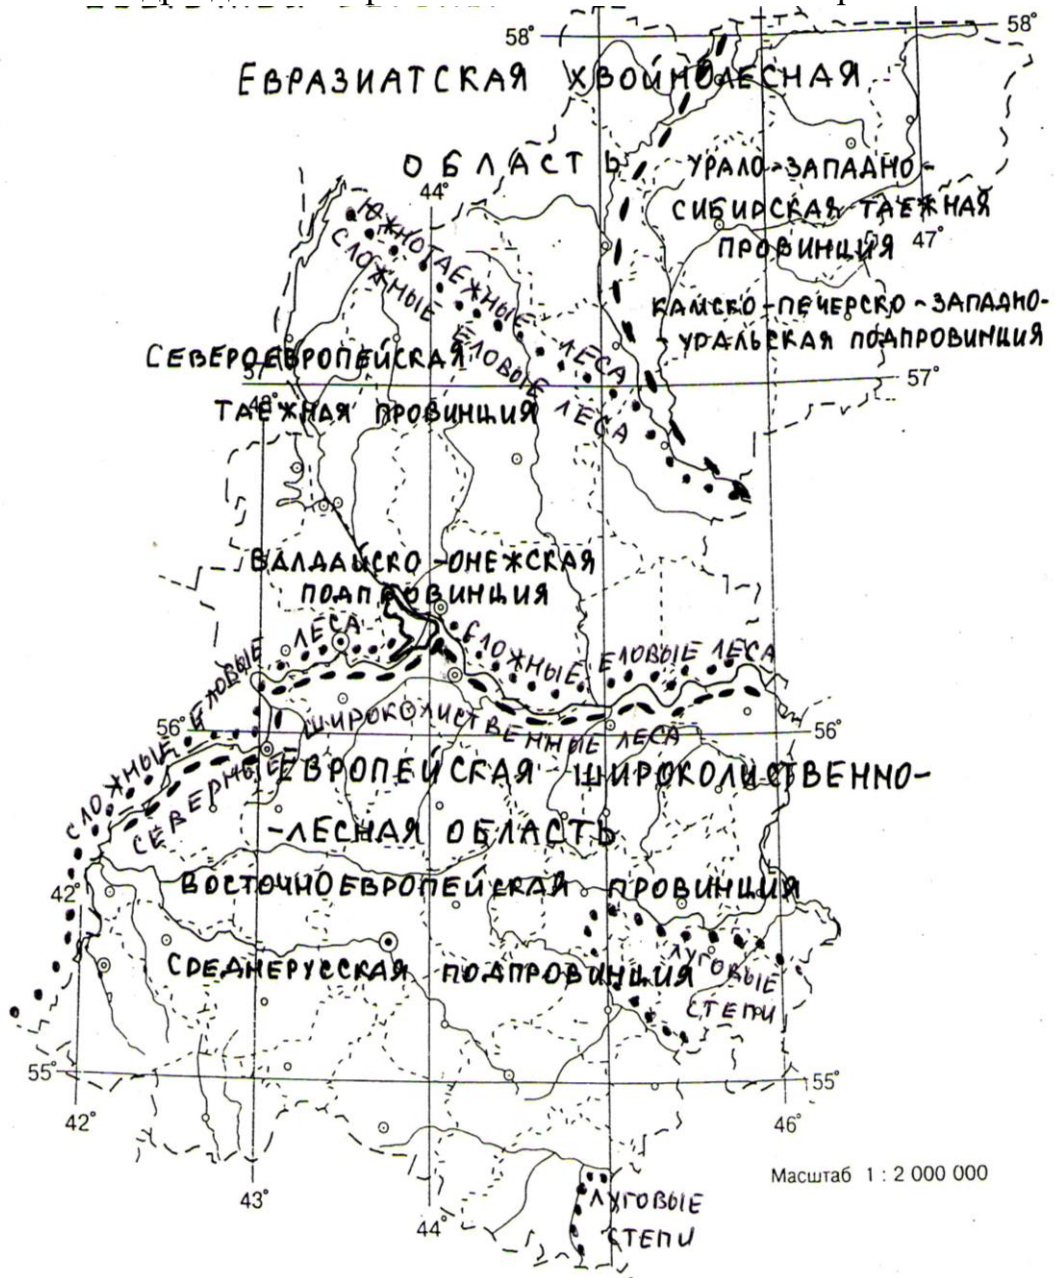 58°
58°
ЕВРАЗИАТСКАЯ ХВОЙНОЛЕСНАЯ
ОБЛАСТЬ
УРАЛО-ЗАПАДНО-
СИБИРСКАЯ ТАЕЖНАЯ
ПРОВИНЦИЯ
44°
47°
ЮЖНОТАЕЖНЫЕ ЛЕСА
СЛОЖНЫЕ ЕЛОВЫЕ ЛЕСА
КАМСКО-ПЕЧЕРСКО-ЗАПАДНО-
-УРАЛЬСКАЯ ПОДПРОВИНЦИЯ
СЕВЕРОЕВРОПЕЙСКАЯ
57°
57°
43°
ТАЕЖНАЯ ПРОВИНЦИЯ
ВАЛДАЙСКО-ОНЕЖСКАЯ
ПОДПРОВИНЦИЯ
СЛОЖНЫЕ ЕЛОВЫЕ ЛЕСА
СЛОЖНЫЕ ЕЛОВЫЕ ЛЕСА
56°
56°
СЕВЕРНЫЕ ШИРОКОЛИСТВЕННЫЕ ЛЕСА
ЕВРОПЕЙСКАЯ ШИРОКОЛИСТВЕННО-
-ЛЕСНАЯ ОБЛАСТЬ
ВОСТОЧНОЕВРОПЕЙСКАЯ ПРОВИНЦИЯ
42°
СРЕДНЕРУССКАЯ ПОДПРОВИНЦИЯ
ЛУГОВЫЕ
СТЕПИ
55°
55°
42°
46°
Масштаб 1 : 2 000 000
43°
44°
ЛУГОВЫЕ
СТЕПИ